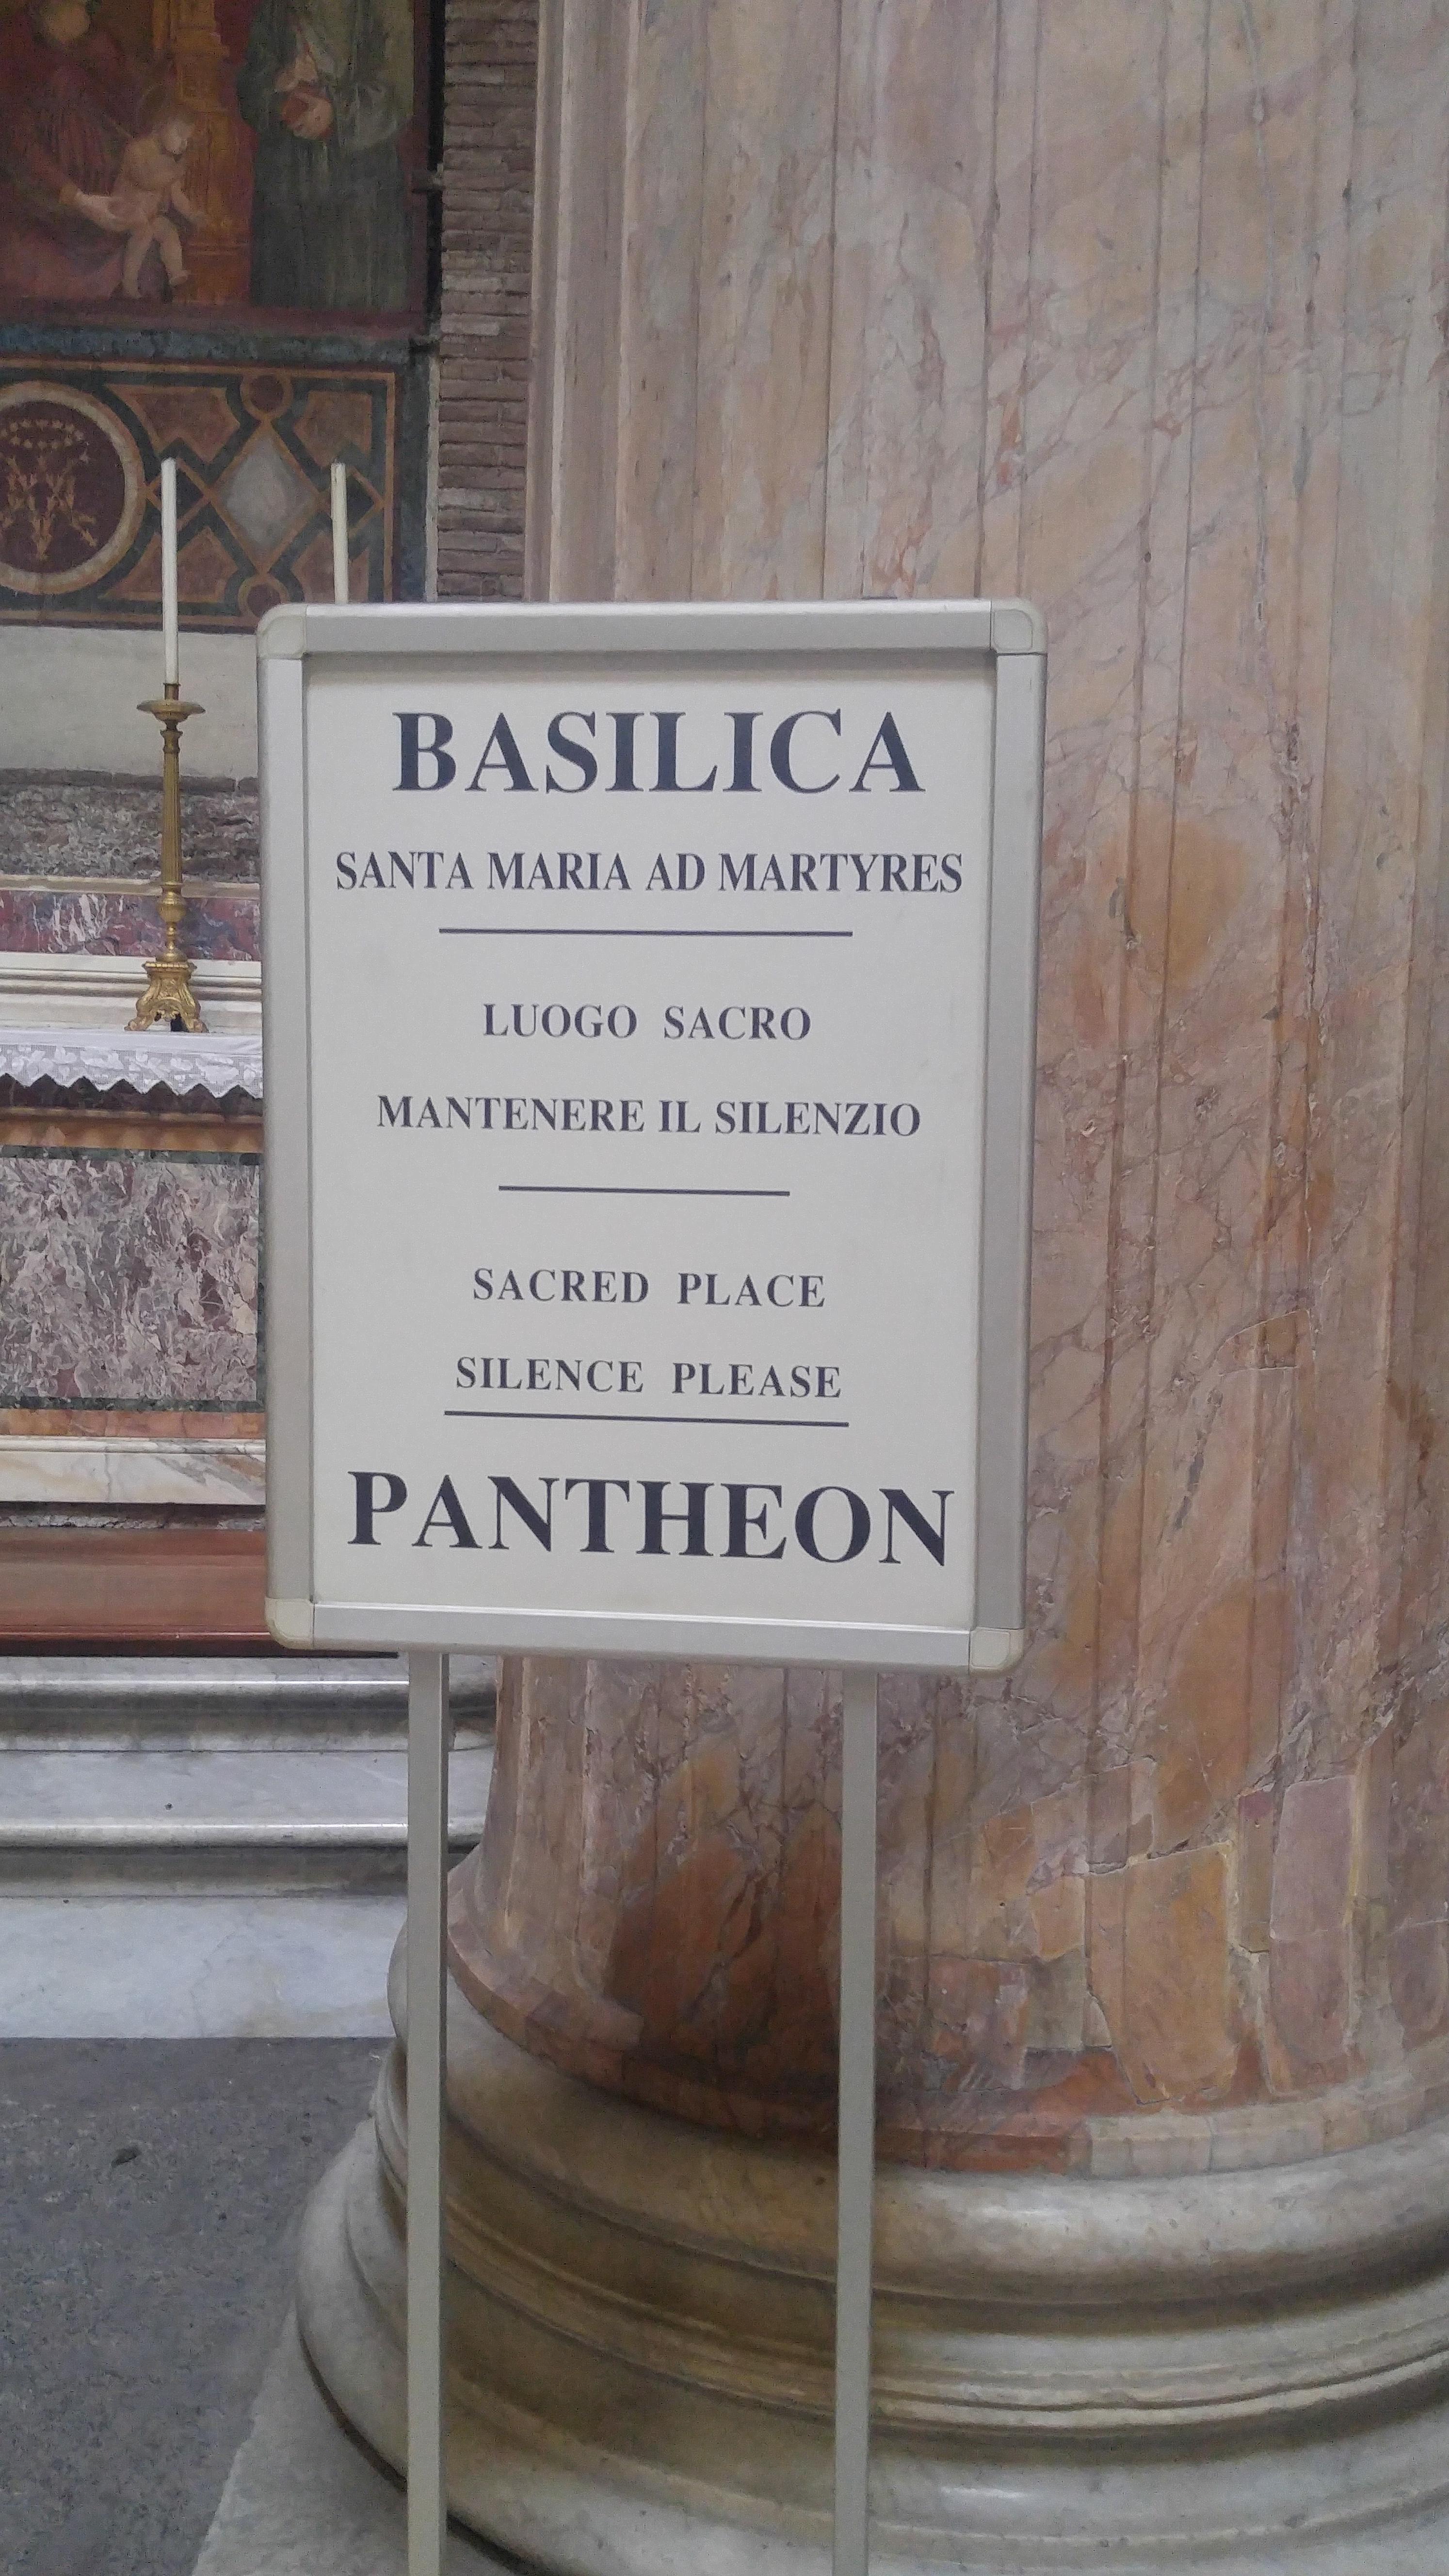 BASILICA
SANTA MARIA AD MARTYRES
LUOGO SACRO
MANTENERE IL SILENZIO
SACRED PLACE
SILENCE PLEASE
PANTHEON